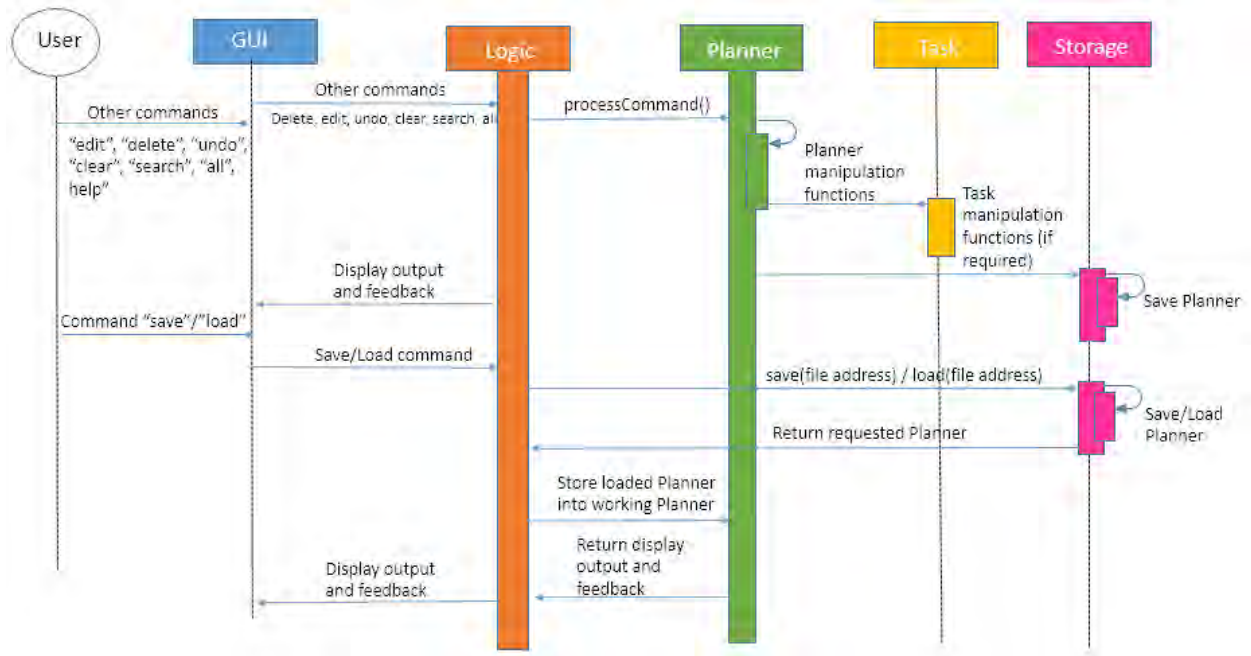 User
GUI
Logic
Planner
Task
Storage
Other commands
Other commands
"edit", "delete", "undo",
"clear", "search", "all",
help"
Delete, edit, undo, clear, search, al
processCommand()
Planner
manipulation
functions
Task
manipulation
functions (if
required)
Display output
and feedback
Save Planner
Command "save"/"load"
Save/Load command
save(file address) / load(file address)
Save/Load
Planner
Return requested Planner
Store loaded Planner
into working Planner
Return display
output and
feedback
Display output
and feedback